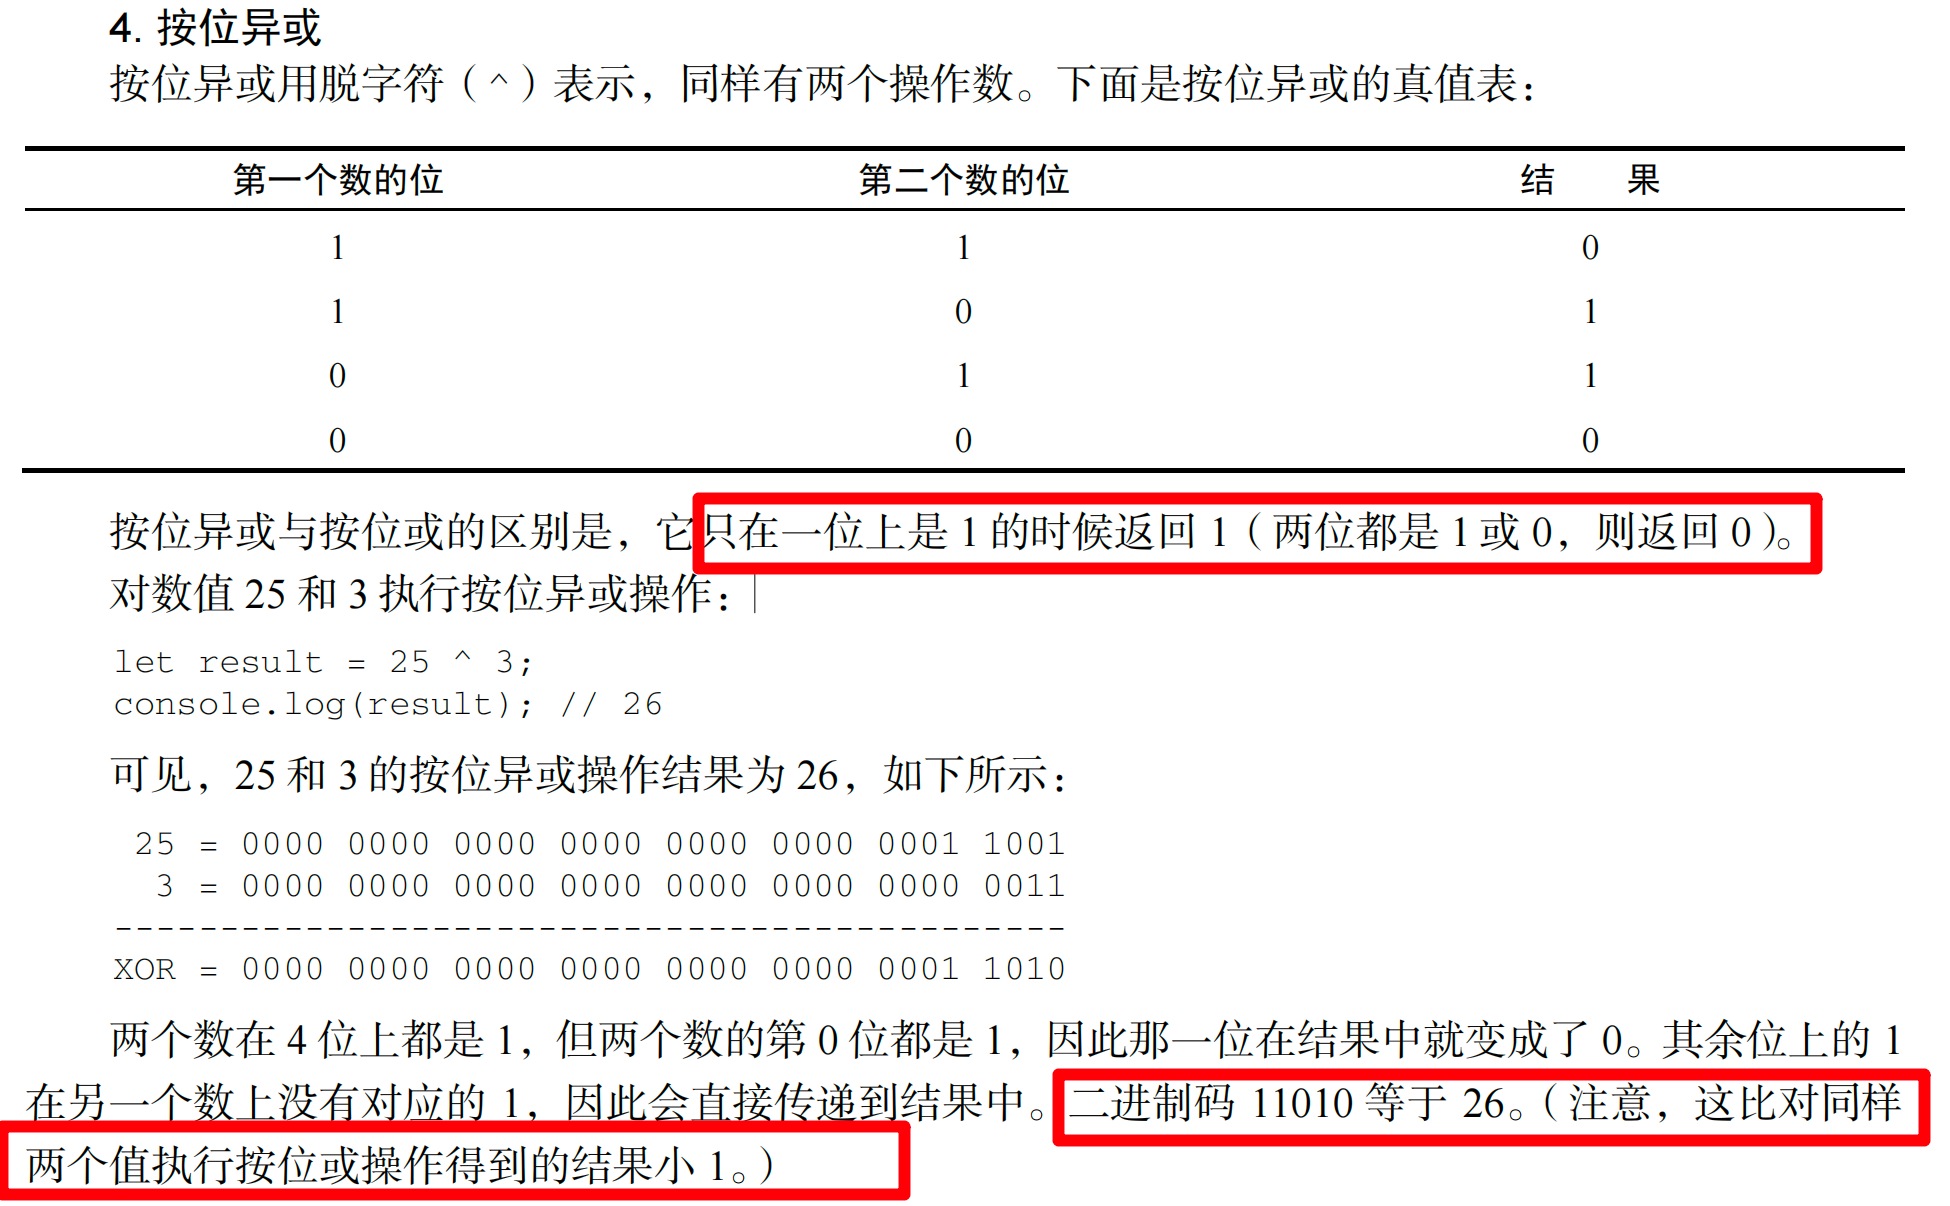 4. 按位异或
按位异或用脱字符（^）表示，同样有两个操作数。下面是按位异或的真值表：
第一个数的位 第二个数的位 结 果
1 1 0
1 0 1
0 1 1
0 0 0
按位异或与按位或的区别是，它只在一位上是 1 的时候返回 1（两位都是 1 或 0，则返回 0）。
对数值 25 和 3 执行按位异或操作：
let result = 25 ^ 3;
console.log(result); // 26
可见，25 和 3 的按位异或操作结果为 26，如下所示：
25 = 0000 0000 0000 0000 0000 0000 0001 1001
3 = 0000 0000 0000 0000 0000 0000 0000 0011
---------------------------------------------
XOR = 0000 0000 0000 0000 0000 0000 0001 1010
两个数在 4 位上都是 1，但两个数的第 0 位都是 1，因此那一位在结果中就变成了 0。其余位上的 1
在另一个数上没有对应的 1，因此会直接传递到结果中。二进制码 11010 等于 26。（注意，这比对同样
两个值执行按位或操作得到的结果小 1。）